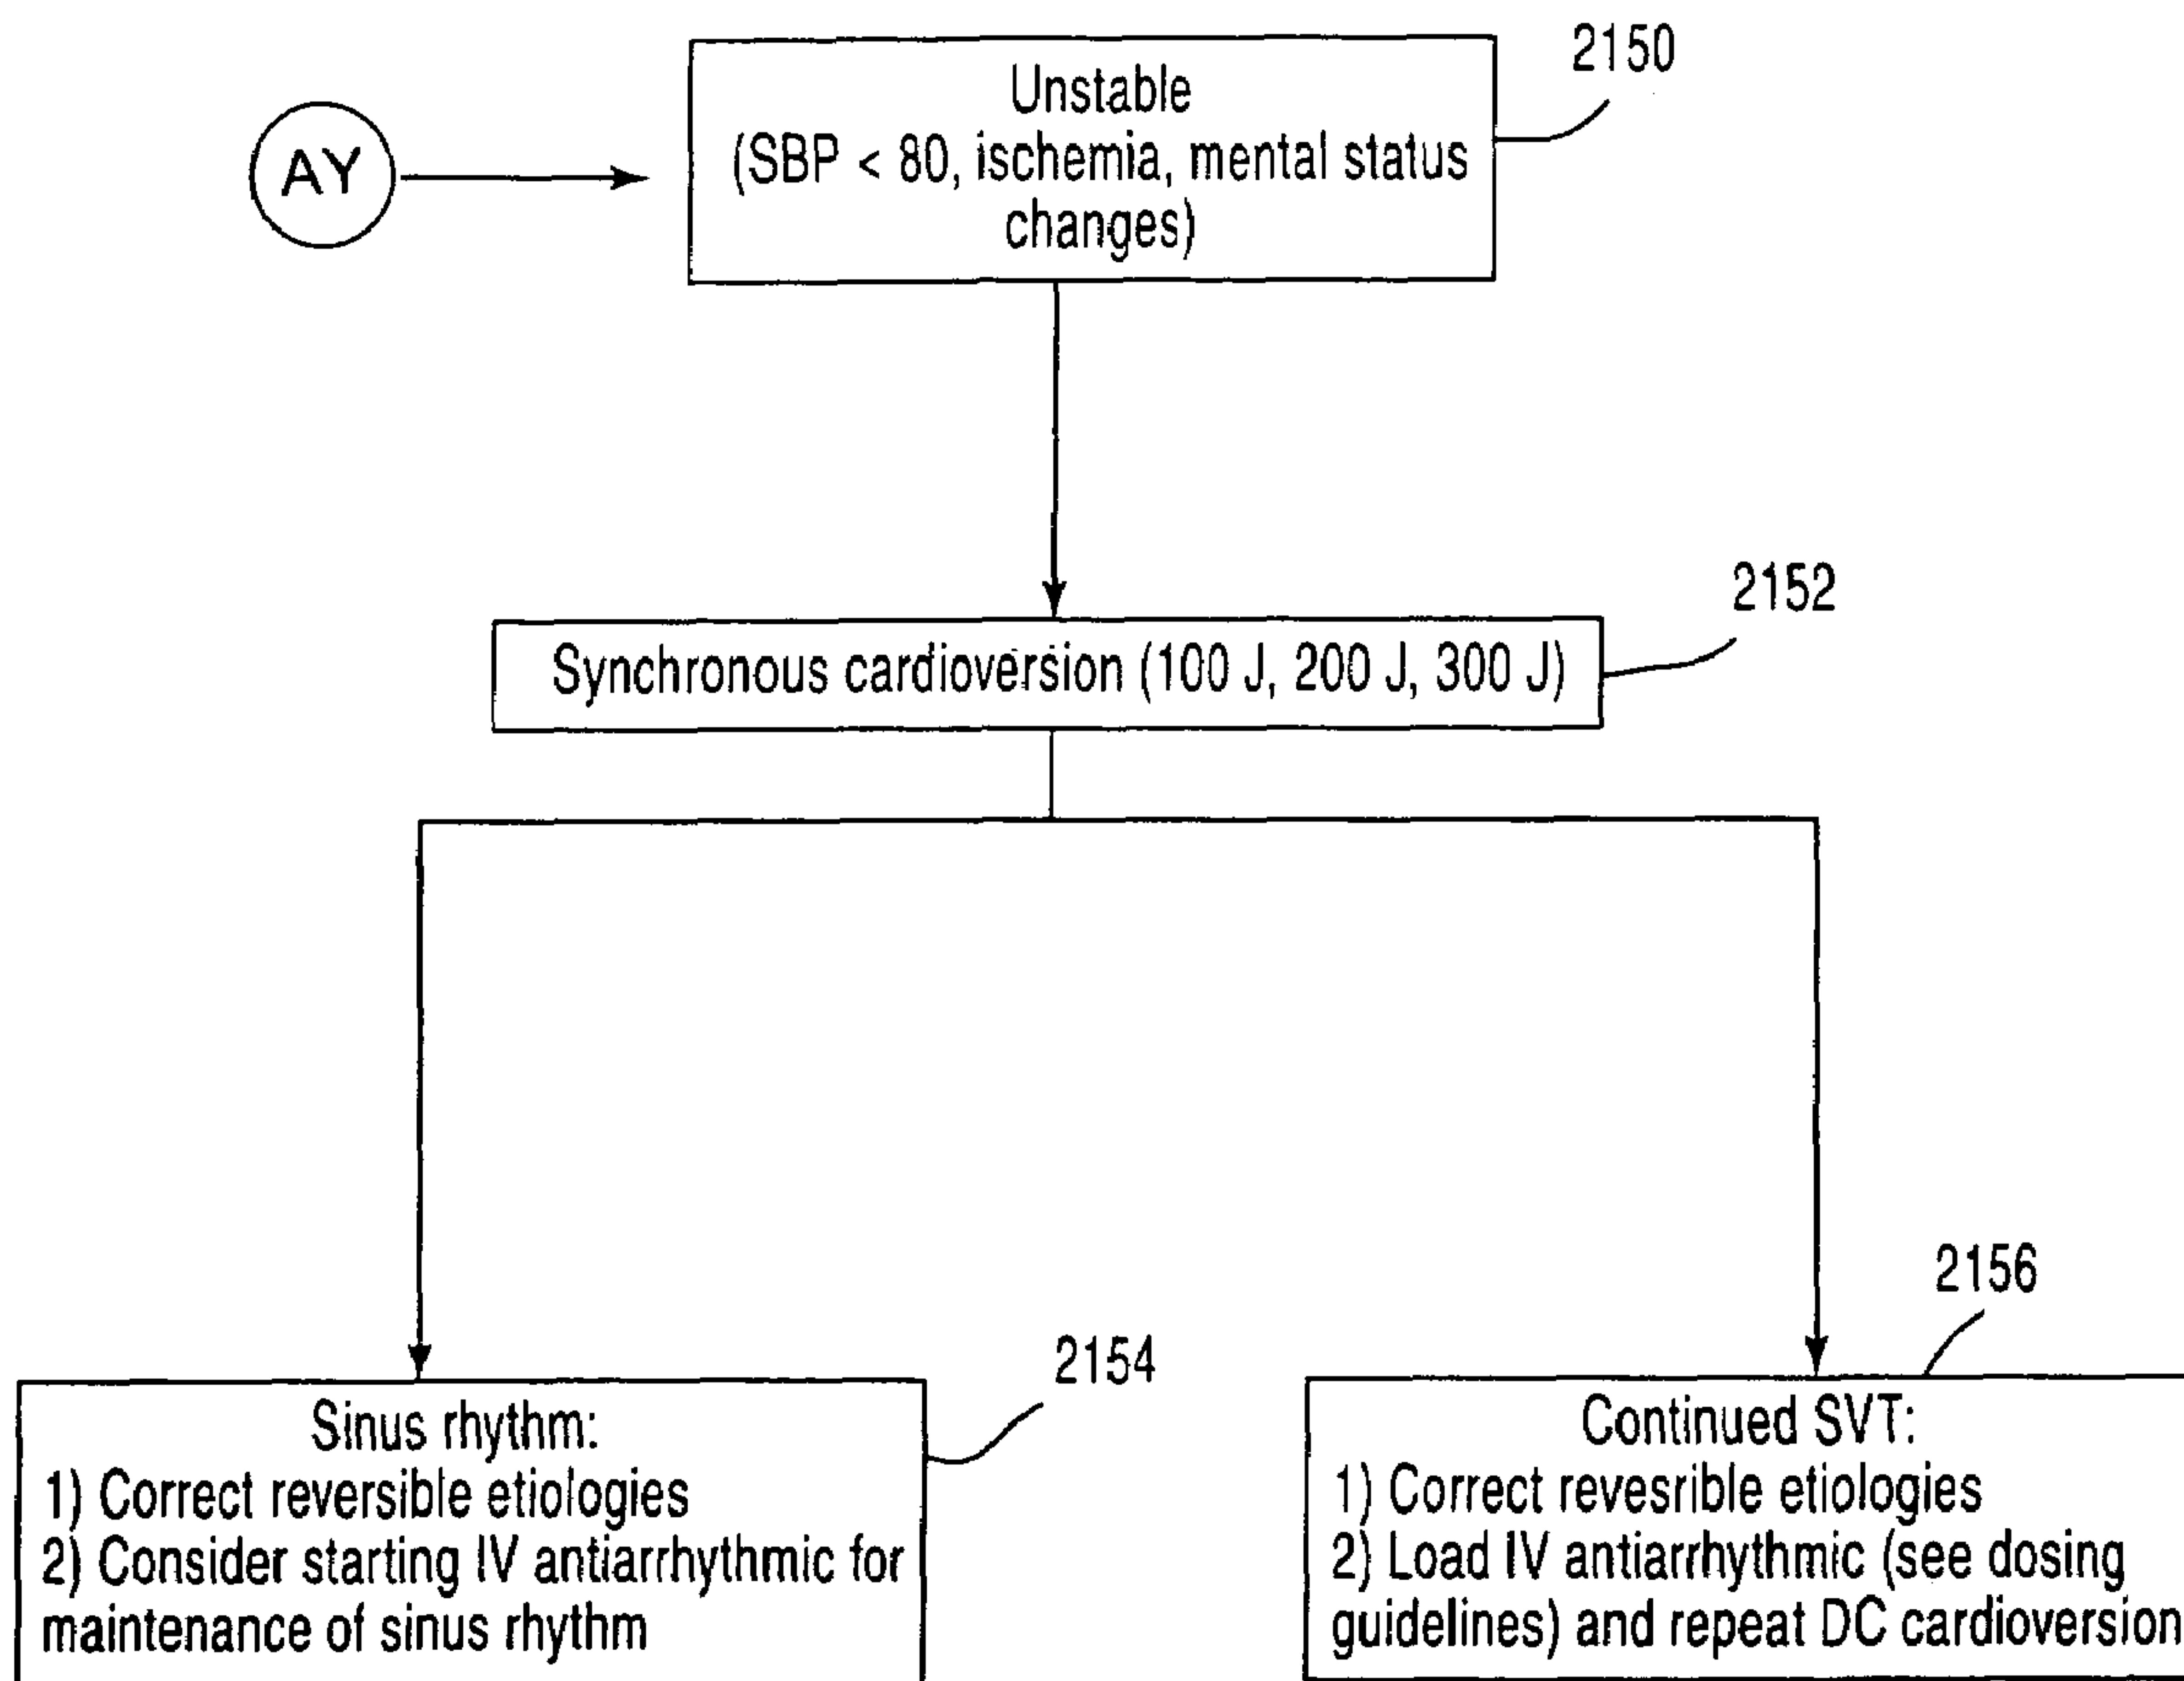 2150
Unstable
(SBP < 80, ischemia, mental status
changes)
AY
2152
Synchronous cardioversion (100 J, 200 J, 300 J)
2154
Sinus rhythm:
1) Correct reversible etiologies
2) Consider starting IV antiarrhythmic for
maintenance of sinus rhythm
2156
Continued SVT:
1) Correct revesrible etiologies
2) Load IV antiarrhythmic (see dosing
guidelines) and repeat DC cardioversion